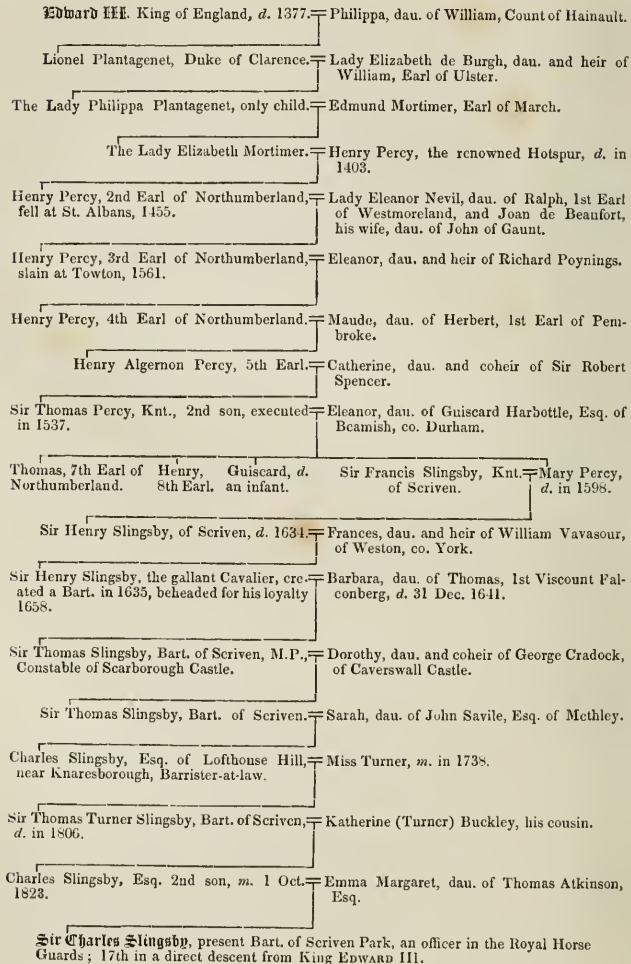 Edward III. King of England, d. 1377.╤Philippa, dau. of William, Count of Hainault.
Lionel Plantagenet, Duke of Clarence.╤Lady Elizabeth de Burgh, dau. and heir of
William, Earl of Ulster.
The Lady Philippa Plantagenet, only child.╤Edmund Mortimer, Earl of March.
The Lady Elizabeth Mortimer.╤Henry Percy, the renowned Hotspur, d. in
1403.
Henry Percy, 2nd Earl of Northumberland,╤Lady Eleanor Nevil, dau. of Ralph, 1st Earl
fell at St. Albans, 1455. of Westmoreland, and Joan de Beaufort,
his wife, dau. of John of Gaunt.
Henry Percy, 3rd Earl of Northumberland,╤Eleanor, dau. and heir of Richard Poynings.
slain at Towton, 1561.
Henry Percy, 4th Earl of Northumberland.╤Maude, dau. of Herbert, 1st Earl of Pem-
broke.
Henry Algernon Percy, 5th Earl.╤Catherine, dau. and coheir of Sir Robert
Spencer.
Sir Thomas Percy, Knt., 2nd son, executed╤Eleanor, dau. of Guiscard Harbottle, Esq. of
in 1537. Beamish, co. Durham.
Thomas, 7th Earl of Henry, Guiscard, d. Sir Francis Slingsby, Knt.╤Mary Percy,
Northumberland. 8th Earl. an infant. of Scriven. d. in 1598.
Sir Henry Slingsby, of Scriven, d. 1634.╤Frances, dau. and heir of William Vavasour,
of Weston, co. York.
Sir Henry Slingsby, the gallant Cavalier, cre-╤Barbara, dau. of Thomas, 1st Viscount Fal-
ated a Bart. in 1635, beheaded for his loyalty conberg, d. 31 Dec. 1641.
1658.
Sir Thomas Slingsby, Bart. of Scriven, M.P.,╤Dorothy, dau. and coheir of George Cradock,
Constable of Scarborough Castle. of Caverswall Castle.
Sir Thomas Slingsby, Bart. of Scriven.╤Sarah, dau. of John Savile, Esq. of Methley.
Charles Slingsby, Esq. of Lofthouse Hill,╤Miss Turner, m. in 1738.
near Knaresborough, Barrister-at-law.
Sir Thomas Turner Slingsby, Bart. of Scriven,╤Katherine (Turner) Buckley, his cousin.
d. in 1806.
Charles Slingsby, Esq. 2nd son, m. 1 Oct.╤Emma Margaret, dau. of Thomas Atkinson,
1823. Esq.
Sir Charles Slingsby, present Bart. of Scriven Park, an officer in the Royal Horse
Guards; 17th in a direct descent from King EDWARD III.